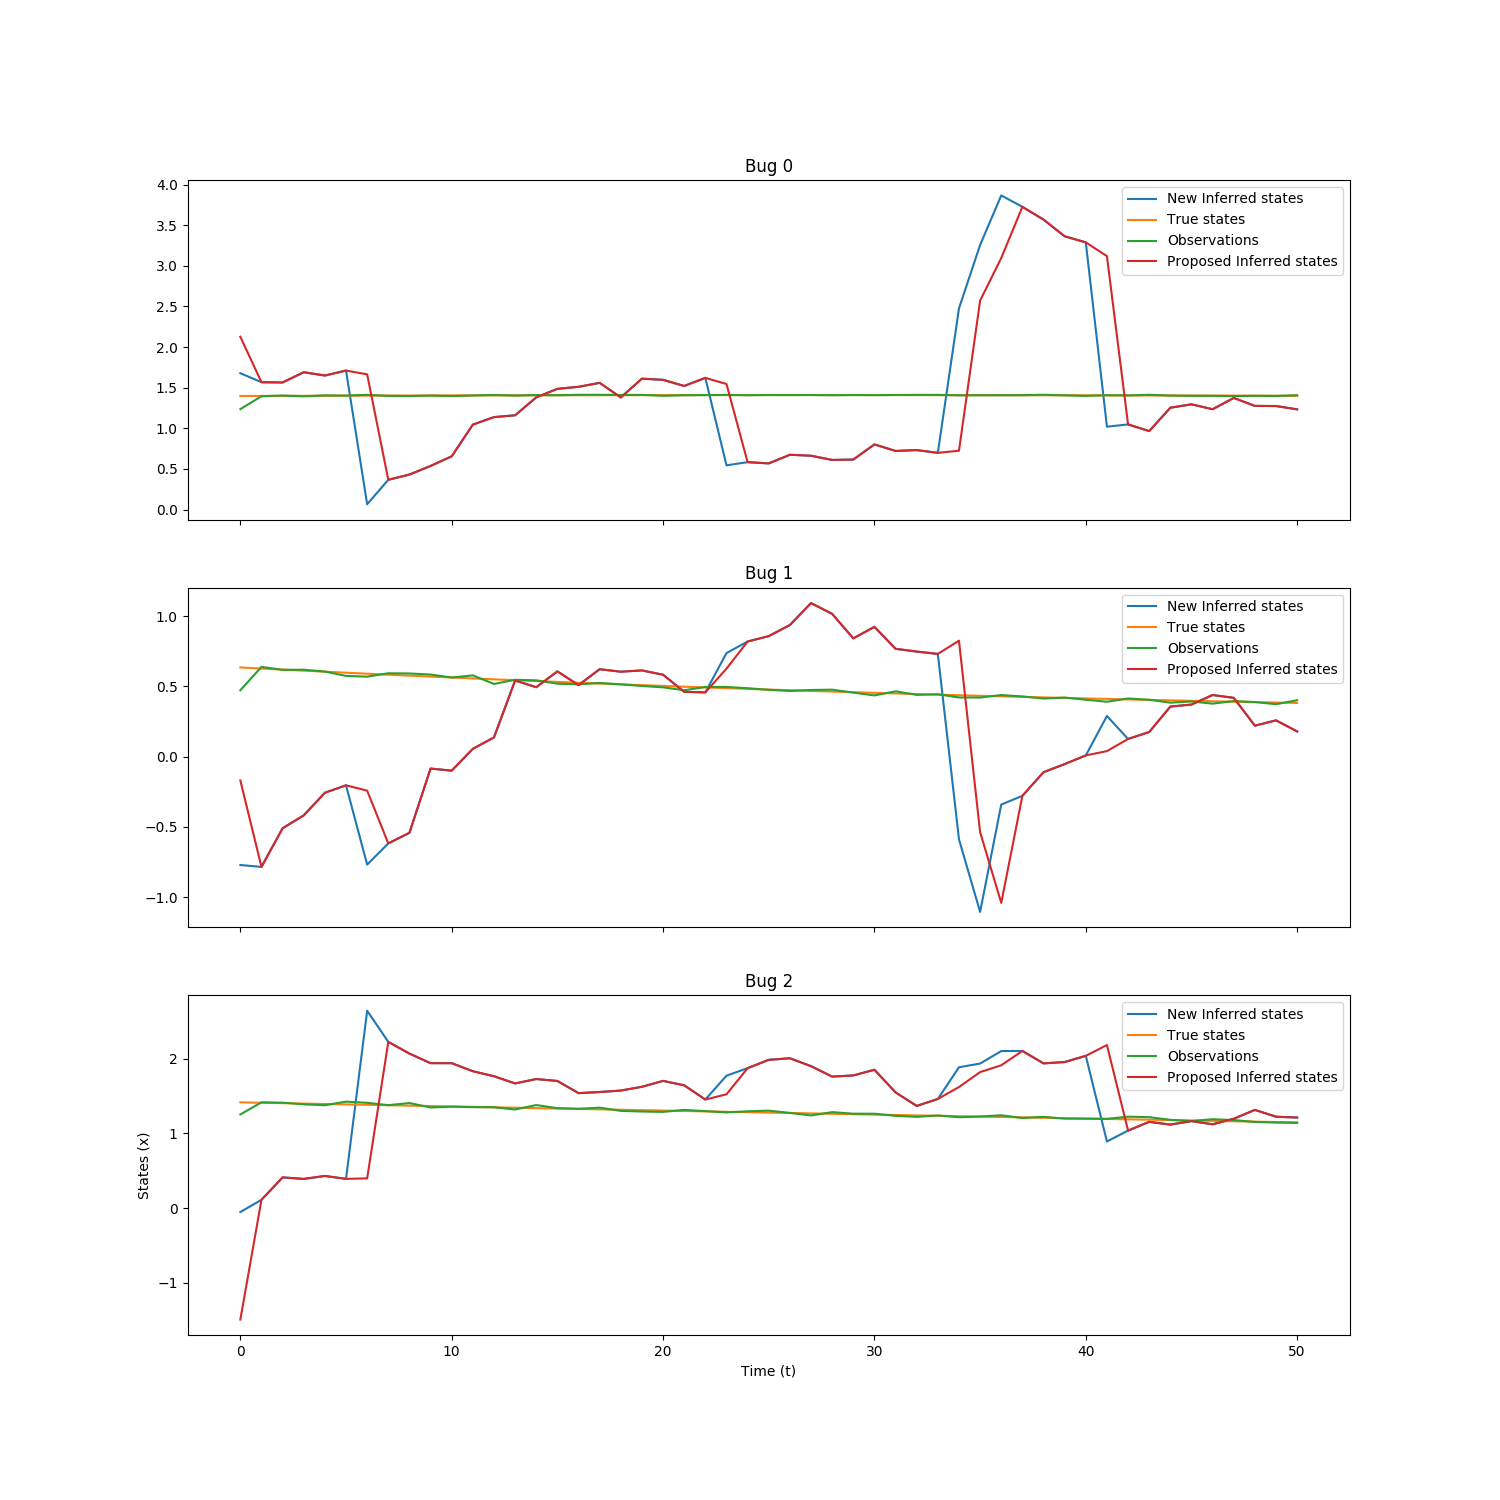 Bug 0
4.0
3.5
3.0
2.5
2.0
1.5
1.0
0.5
0.0
New Inferred states
True states
Observations
Proposed Inferred states
Bug 1
1.0
0.5
0.0
−0.5
−1.0
New Inferred states
True states
Observations
Proposed Inferred states
Bug 2
2
1
0
−1
States (x)
New Inferred states
True states
Observations
Proposed Inferred states
0 10 20 30 40 50
Time (t)